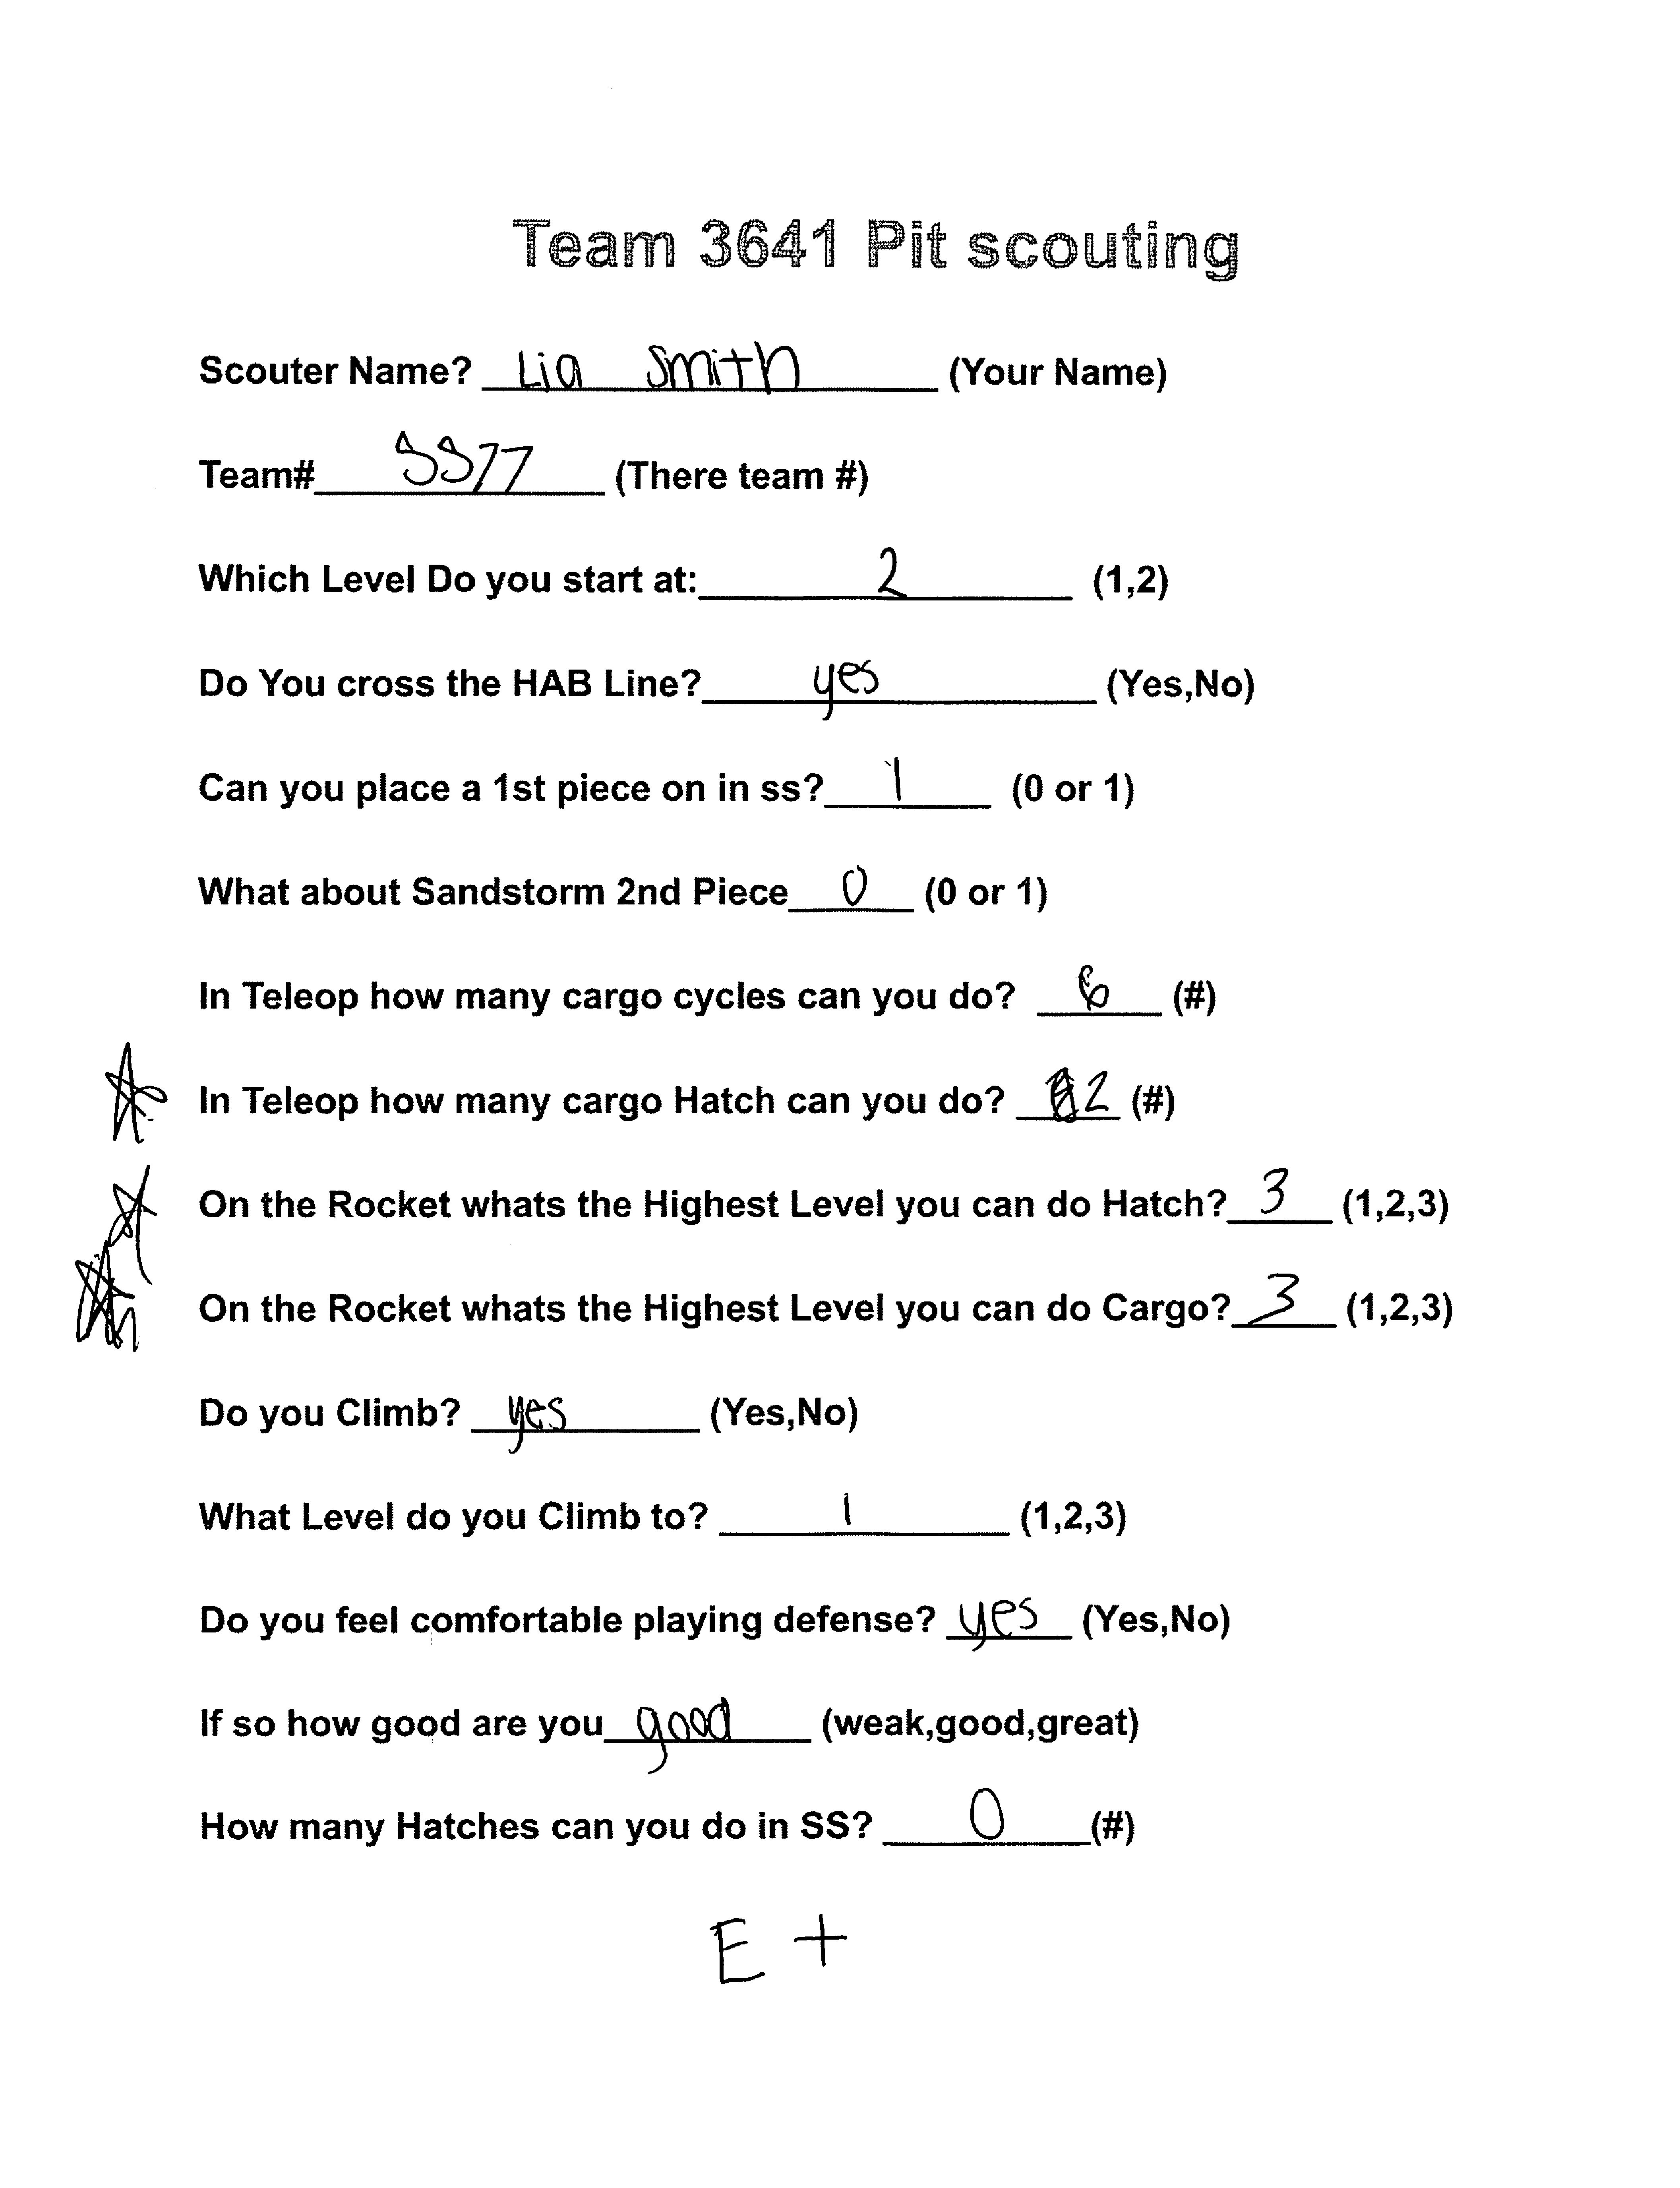 Team 3641 Pit scouting
Scouter Name? Lia Smith (Your Name)
Team# 5577 (There team #)
Which Level Do you start at: 2 (1,2)
Do You cross the HAB Line? yes (Yes,No)
Can you place a 1st piece on in ss? 1 (0 or 1)
What about Sandstorm 2nd Piece 0 (0 or 1)
In Teleop how many cargo cycles can you do? 6 (#)
In Teleop how many cargo Hatch can you do? 2 (#)
On the Rocket whats the Highest Level you can do Hatch? 3 (1,2,3)
On the Rocket whats the Highest Level you can do Cargo? 3 (1,2,3)
Do you Climb? yes (Yes,No)
What Level do you Climb to? 1 (1,2,3)
Do you feel comfortable playing defense? yes (Yes,No)
If so how good are you good (weak,good,great)
How many Hatches can you do in SS? 0 (#)
E +